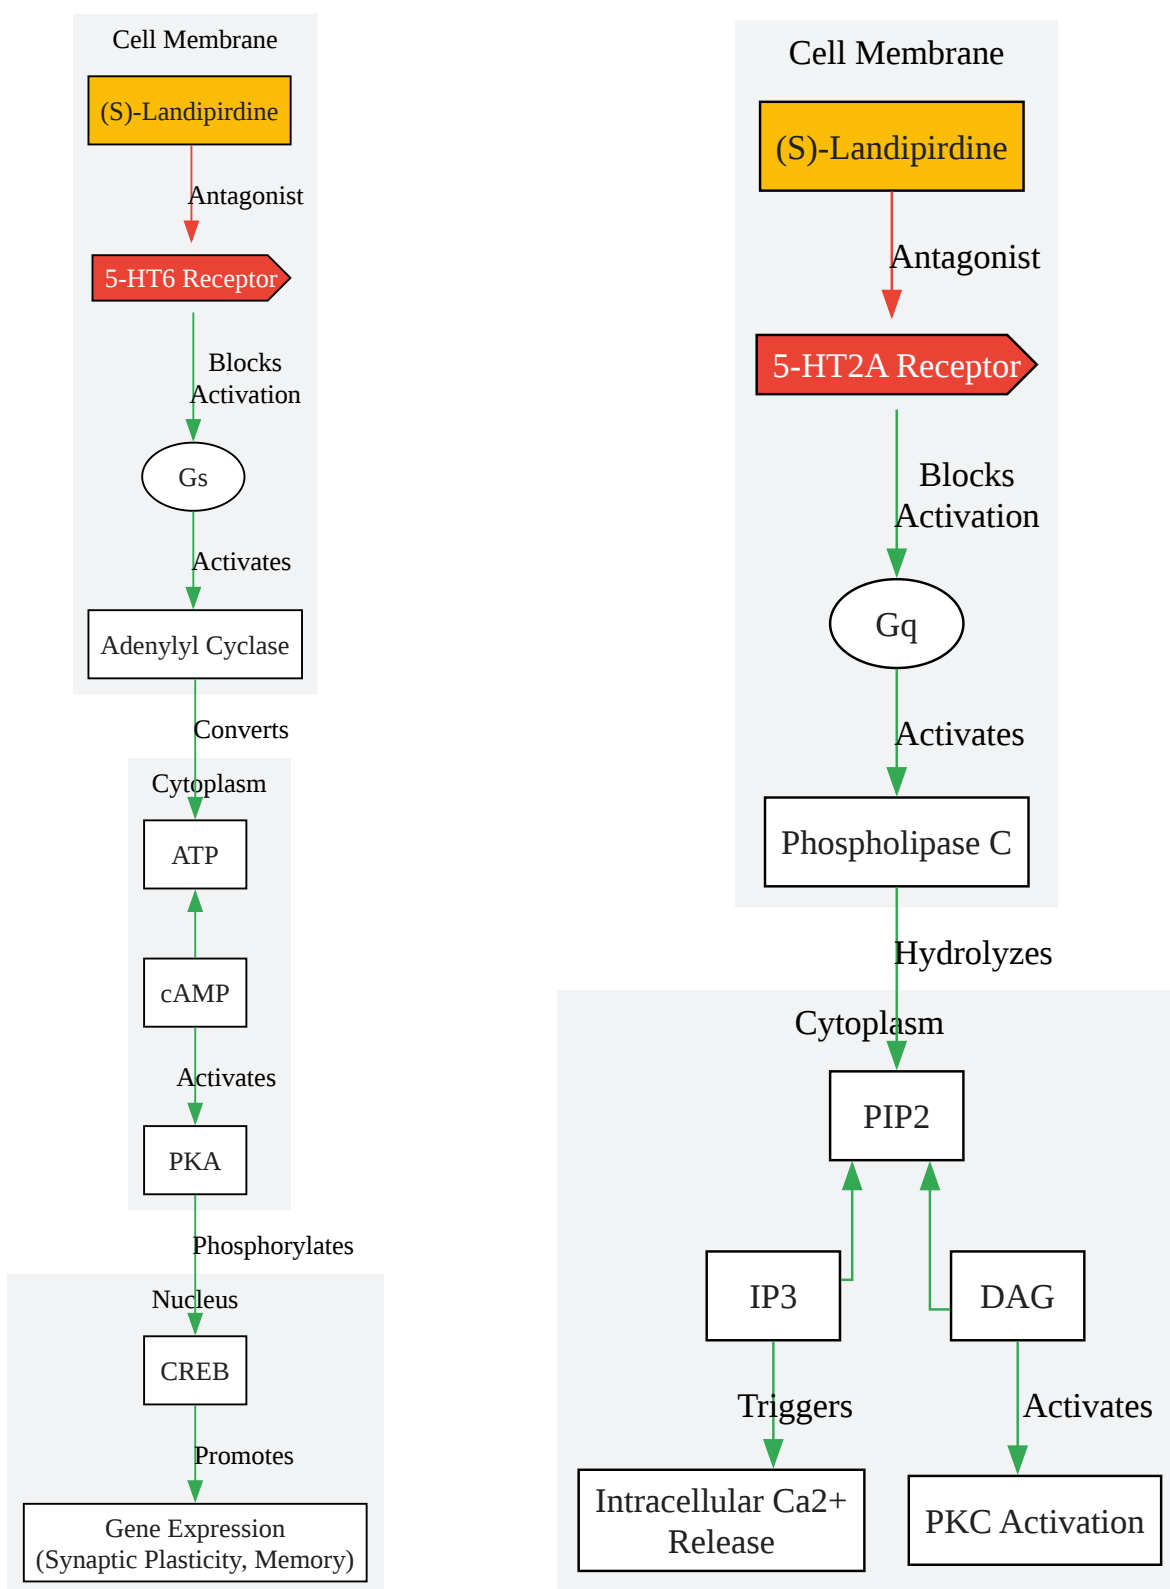 Cell Membrane
(S)-Landipirdine
Antagonist
5-HT6 Receptor
Blocks
Activation
Gs
Activates
Adenylyl Cyclase
Converts
Cytoplasm
ATP
cAMP
Activates
PKA
Phosphorylates
Nucleus
CREB
Promotes
Gene Expression
(Synaptic Plasticity, Memory)
Cell Membrane
(S)-Landipirdine
Antagonist
5-HT2A Receptor
Blocks
Activation
Gq
Activates
Phospholipase C
Hydrolyzes
Cytoplasm
PIP2
IP3
DAG
Triggers
Activates
Intracellular Ca2+
Release
PKC Activation